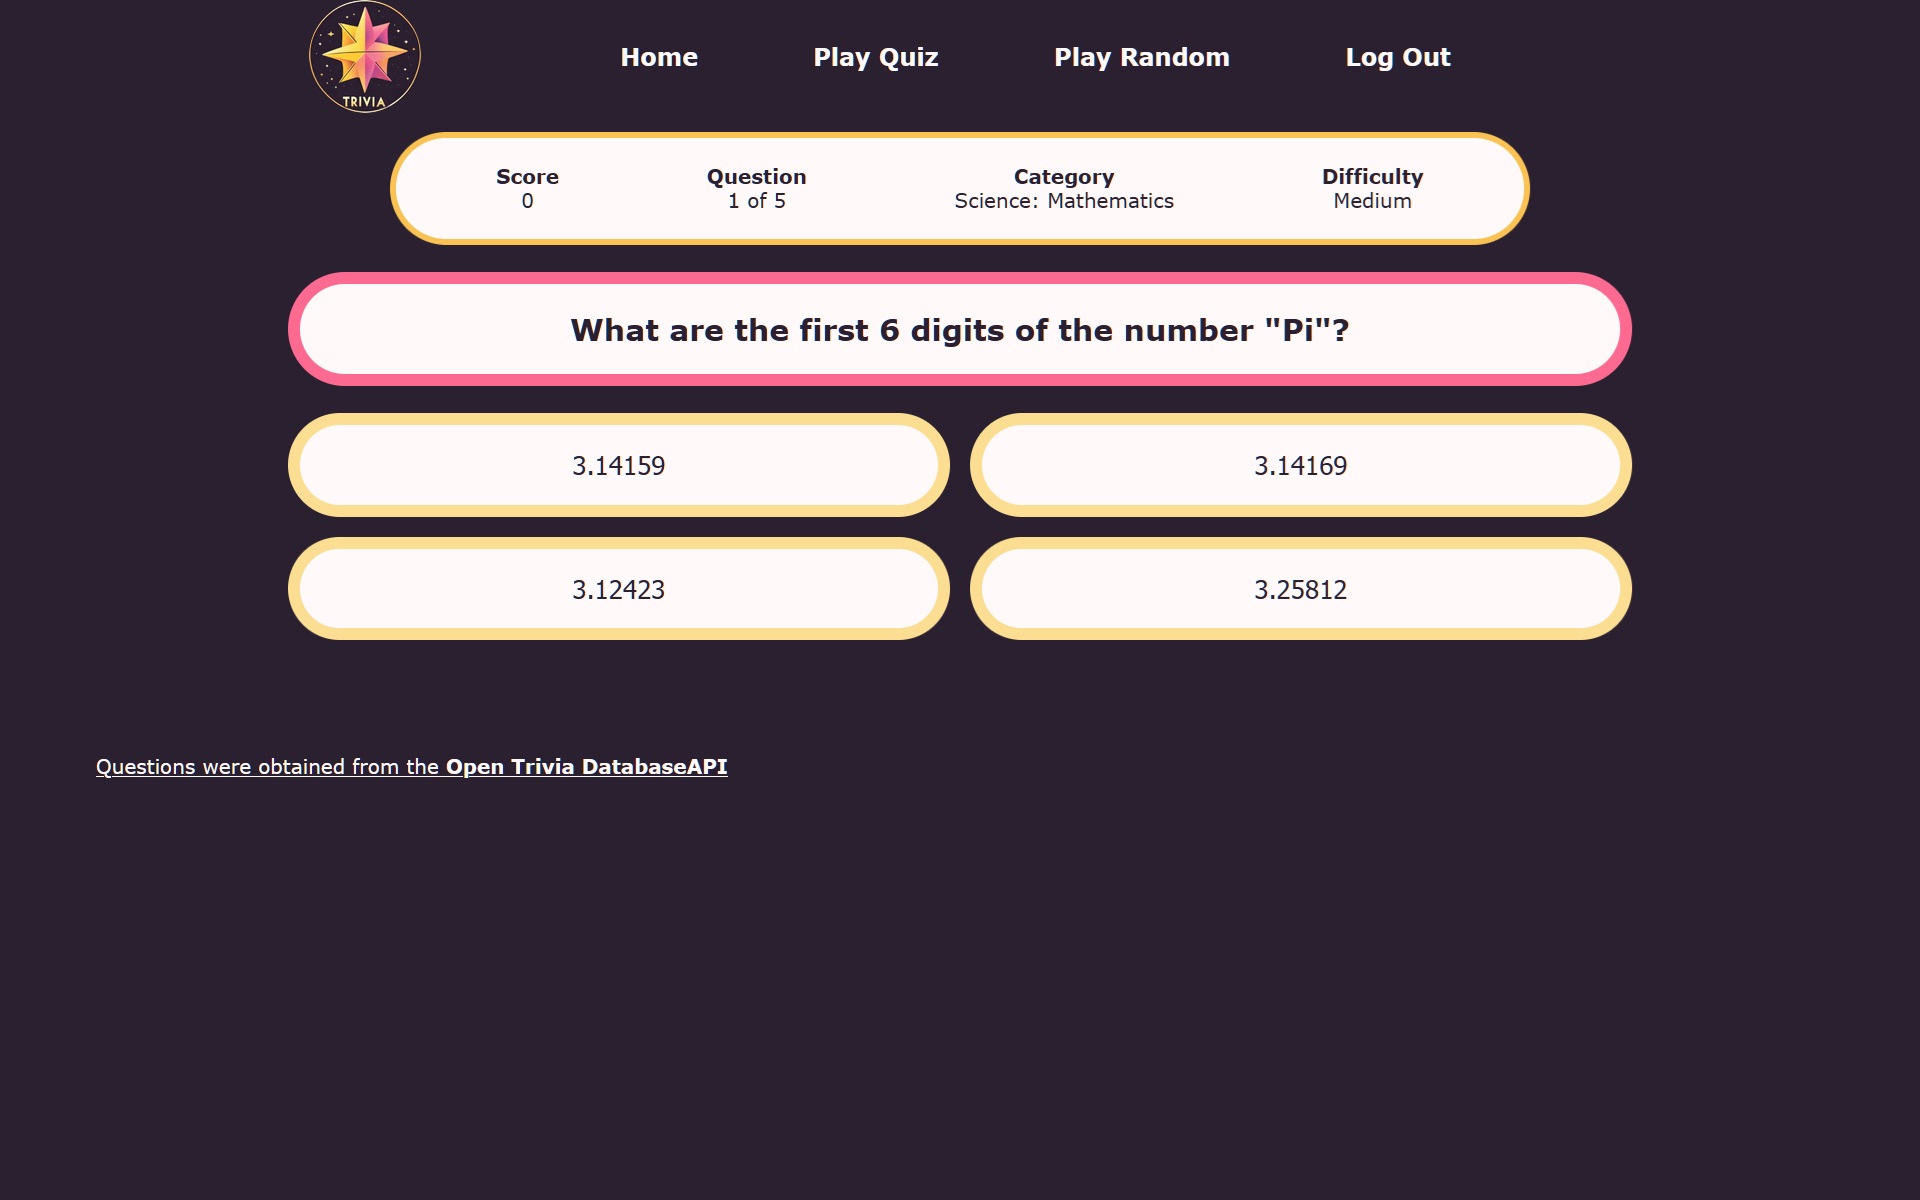 TRIVIA
Home
Play Quiz
Play Random
Log Out
Score
0
Question
1 of 5
Category
Science: Mathematics
Difficulty
Medium
What are the first 6 digits of the number "Pi"?
3.14159
3.14169
3.12423
3.25812
Questions were obtained from the Open Trivia DatabaseAPI